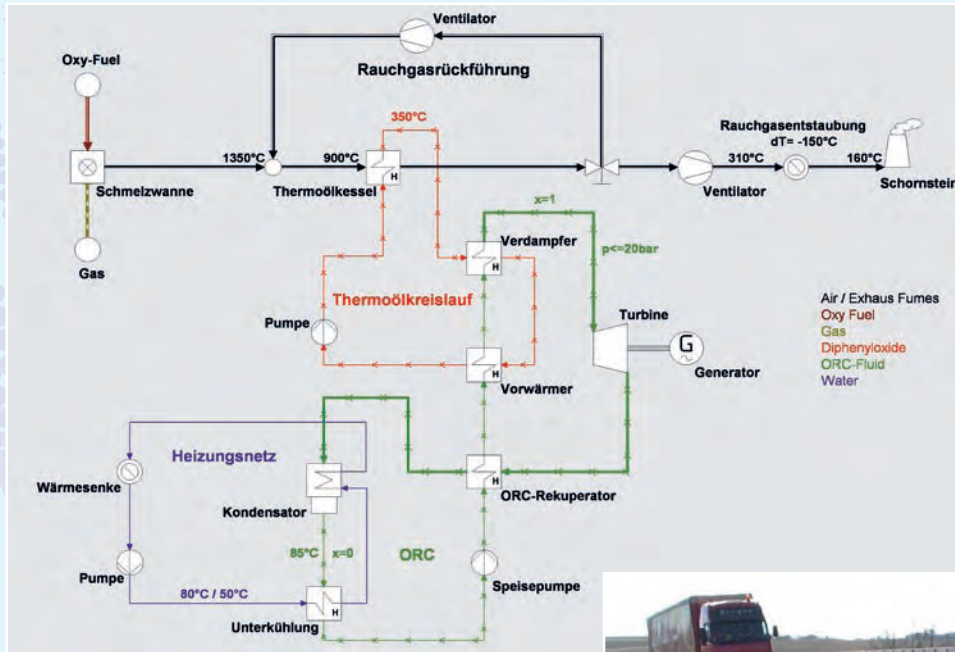 Ventilator
Oxy-Fuel
Rauchgasrückführung
350°C
Rauchgasentstaubung
dT= -150°C
1350°C
900°C
310°C
160°C
H
Schmelzwanne
Thermoölkessel
Ventilator
Schornstein
x=1
Verdampfer
p<=20bar
H
Gas
Thermoölkreislauf
Pumpe
Turbine
G
Generator
H
Vorwärmer
Air / Exhaus Fumes
Oxy Fuel
Gas
Diphenyloxide
ORC-Fluid
Water
Heizungsnetz
Wärmesenke
H
ORC-Rekuperator
Kondensator
85°C
x=0
ORC
Pumpe
Speisepumpe
80°C / 50°C
H
Unterkühlung